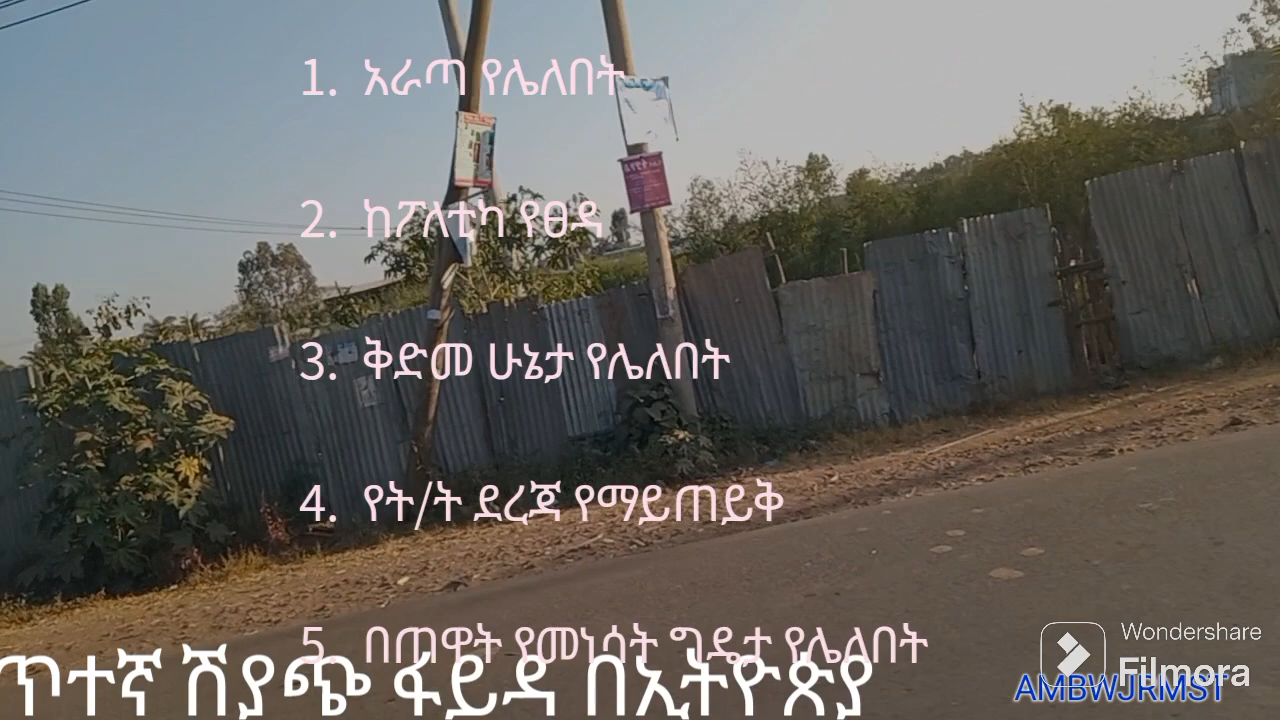 1. አራጣ የሌለበት
2. ከፖለቲካ የፀዳ
3. ቅድመ ሁኔታ የሌለበት
4. የት/ት ደረጃ የማይጠይቅ
5. በጠዋት የመነሳት ግዴታ የሌለበት
ጥተኛ ሽያጭ ፋይዳ በኢትዮጵያ
Wondershare
Filmora
AMBWJRMST